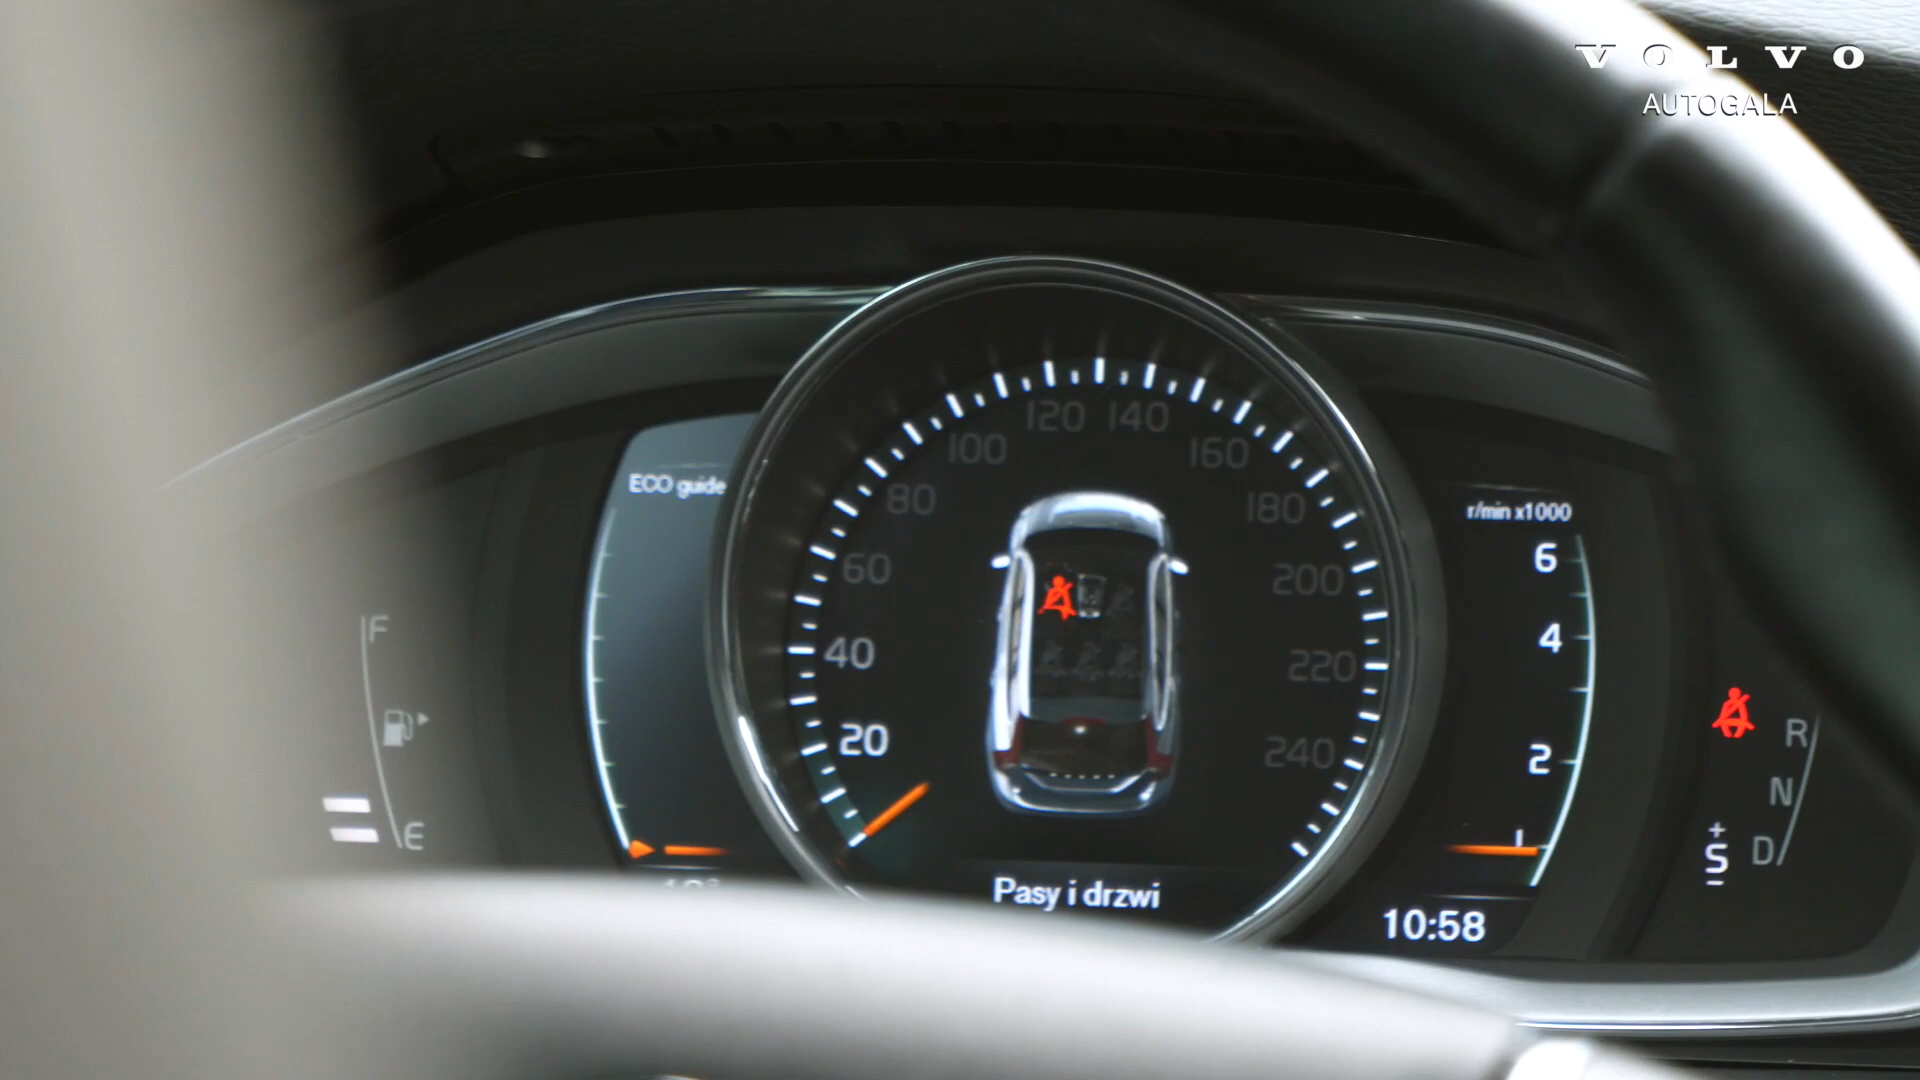 VOLVO
AUTOGALA
ECO guide
120 140
100 160
80 180
60 200
40 220
20 240
r/min x1000
6
4
2
F
E
R
N
+
S
-
D
Pasy i drzwi
10:58